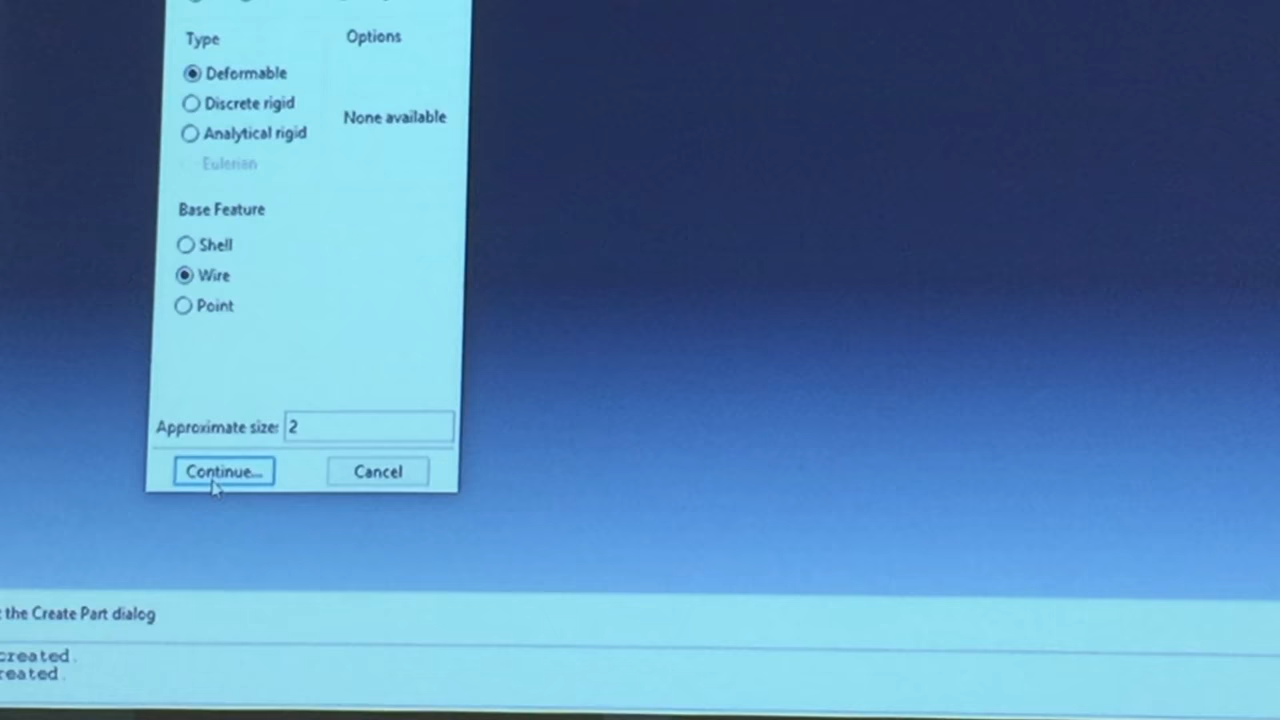 Type
Options
Deformable
Discrete rigid
None available
Analytical rigid
Eulerian
Base Feature
Shell
Wire
Point
Approximate size: 2
Continue...
Cancel
the Create Part dialog
created.
reated.